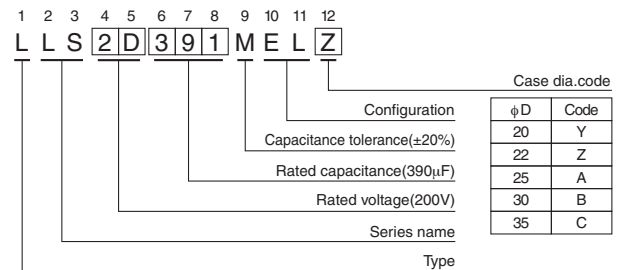 1 2 3 4 5 6 7 8 9 10 11 12
L L S 2 D 3 9 1 M E L Z
Case dia.code
Configuration
Capacitance tolerance(±20%)
Rated capacitance(390μF)
Rated voltage(200V)
Series name
Type
ϕD Code
20 Y
22 Z
25 A
30 B
35 C